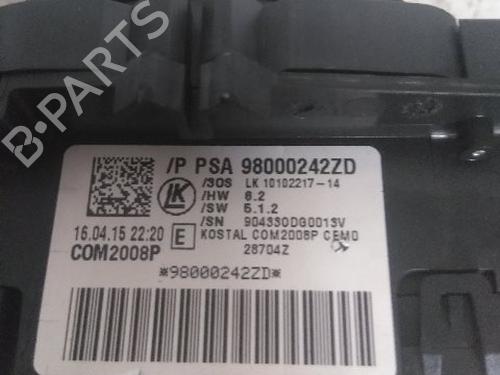 B-PARTS
/P PSA 98000242ZD
/SOS LK 10102217-14
/HW 6.2
/SW 5.1.2
/SN 904330DG0013V
LK
16.04.15 22:20
E
KOSTAL COM2008P CEMO
COM2008P
28704Z
*98000242ZD*